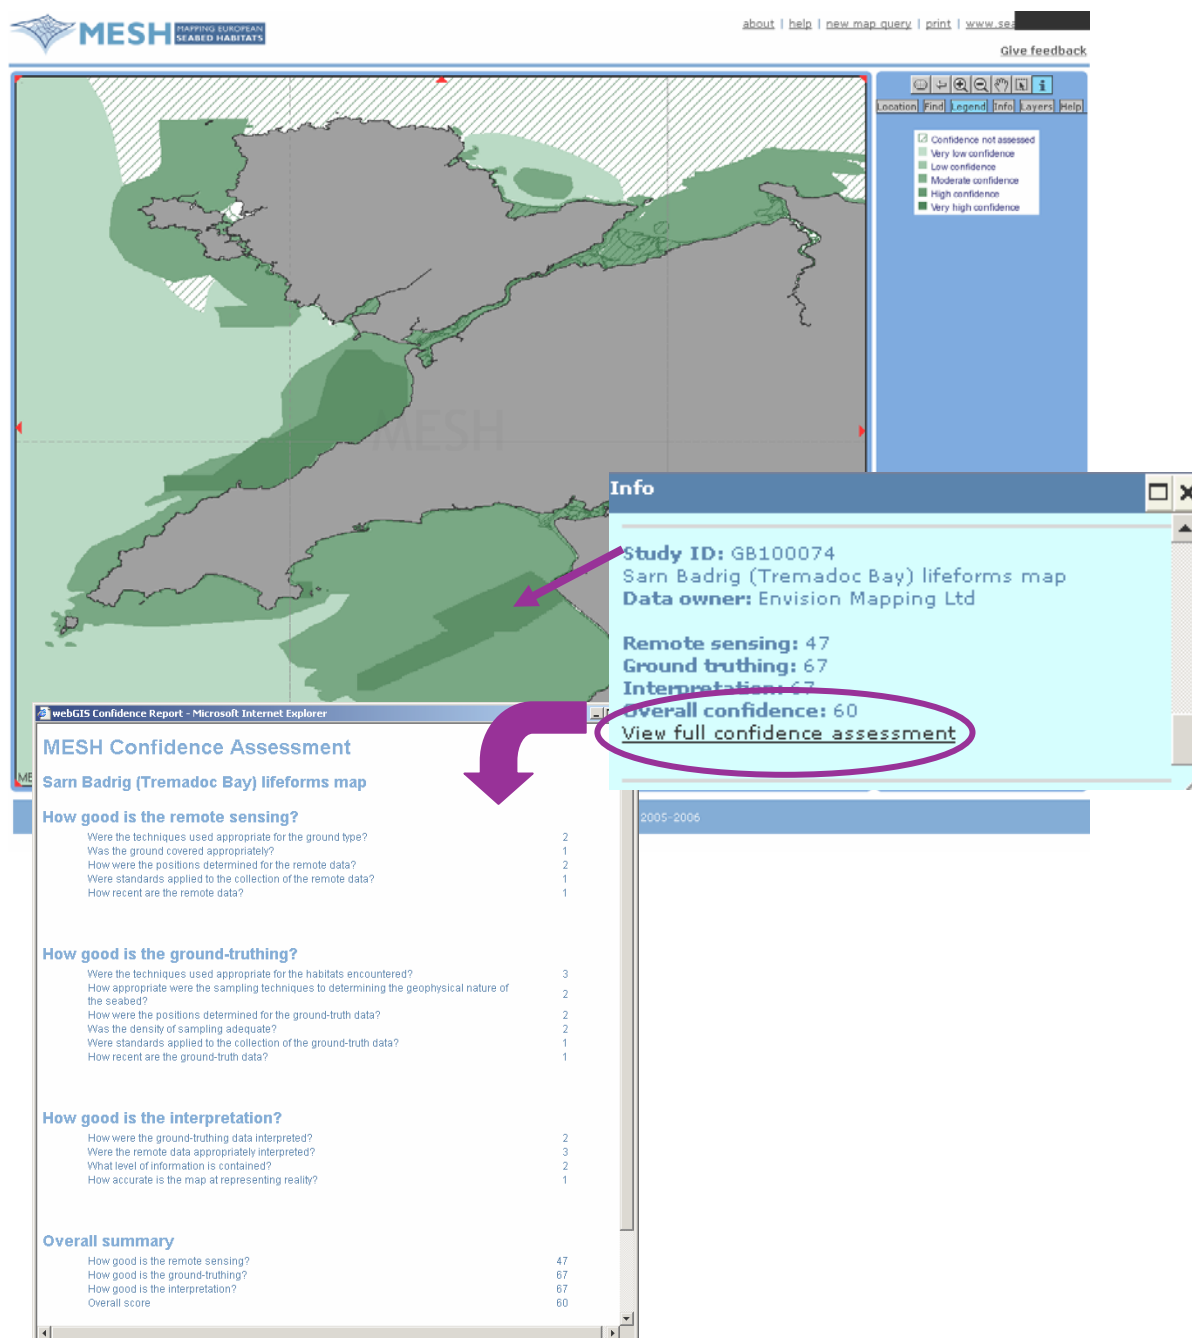 MESH MAPPING EUROPEAN
SEABED HABITATS
about | help | new map query | print | www.sea
Give feedback
Location Find Legend Info Layers Help
Confidence not assessed
Very low confidence
Low confidence
Moderate confidence
High confidence
Very high confidence
MESH
Info
Study ID: GB100074
Sarn Badrig (Tremadoc Bay) lifeforms map
Data owner: Envision Mapping Ltd
Remote sensing: 47
Ground truthing: 67
Interpretation: 67
Overall confidence: 60
View full confidence assessment
ME
2005-2006
webGIS Confidence Report - Microsoft Internet Explorer
MESH Confidence Assessment
Sarn Badrig (Tremadoc Bay) lifeforms map
How good is the remote sensing?
Were the techniques used appropriate for the ground type? 2
Was the ground covered appropriately? 1
How were the positions determined for the remote data? 2
Were standards applied to the collection of the remote data? 1
How recent are the remote data? 1
How good is the ground-truthing?
Were the techniques used appropriate for the habitats encountered? 3
How appropriate were the sampling techniques to determining the geophysical nature of
the seabed? 2
How were the positions determined for the ground-truth data? 2
Was the density of sampling adequate? 2
Were standards applied to the collection of the ground-truth data? 1
How recent are the ground-truth data? 1
How good is the interpretation?
How were the ground-truthing data interpreted? 2
Were the remote data appropriately interpreted? 3
What level of information is contained? 2
How accurate is the map at representing reality? 1
Overall summary
How good is the remote sensing? 47
How good is the ground-truthing? 67
How good is the interpretation? 67
Overall score 60